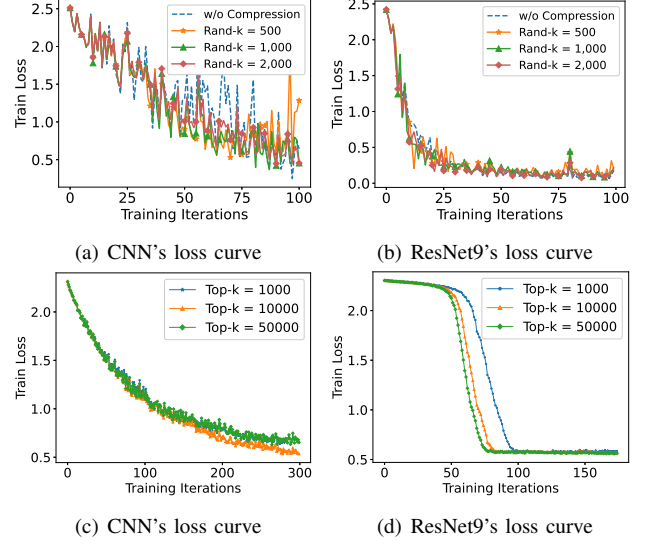 2.5
2.0
1.5
1.0
0.5
Train Loss
w/o Compression
Rand-k = 500
Rand-k = 1,000
Rand-k = 2,000
0 25 50 75 100
Training Iterations
(a) CNN's loss curve
2.5
2.0
1.5
1.0
0.5
0.0
Train Loss
w/o Compression
Rand-k = 500
Rand-k = 1,000
Rand-k = 2,000
0 20 40 60 80 100
Training Iterations
(b) ResNet9's loss curve
2.0
1.5
1.0
0.5
Train Loss
Top-k = 1000
Top-k = 10000
Top-k = 50000
0 100 200 300
Training Iterations
(c) CNN's loss curve
2.0
1.5
1.0
0.5
Train Loss
Top-k = 1000
Top-k = 10000
Top-k = 50000
0 50 100 150
Training Iterations
(d) ResNet9's loss curve